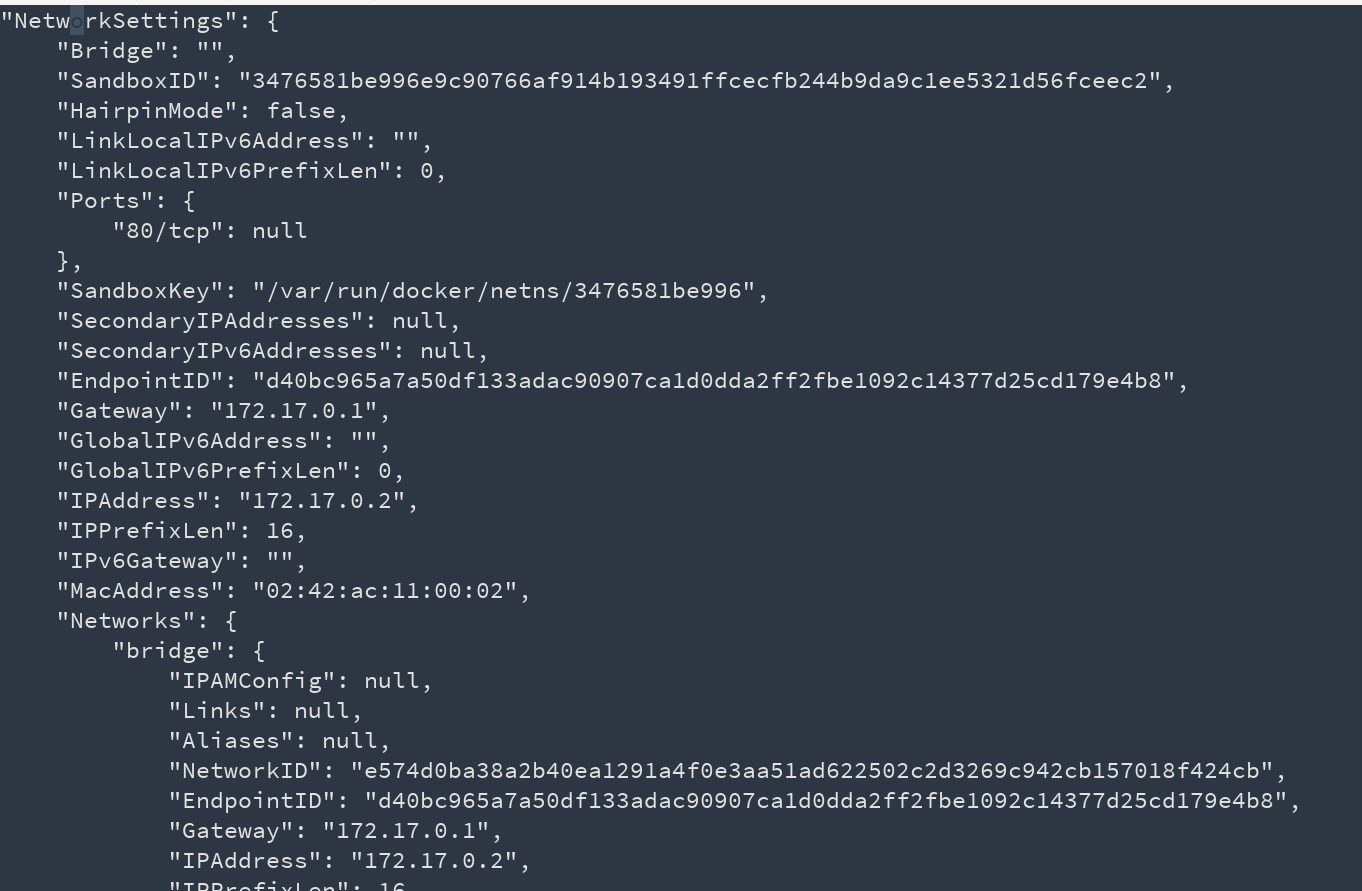 "NetworkSettings": {
"Bridge": "",
"SandboxID": "3476581be996e9c90766af914b193491ffcecfb244b9da9c1ee5321d56fceec2",
"HairpinMode": false,
"LinkLocalIPv6Address": "",
"LinkLocalIPv6PrefixLen": 0,
"Ports": {
"80/tcp": null
},
"SandboxKey": "/var/run/docker/netns/3476581be996",
"SecondaryIPAddresses": null,
"SecondaryIPv6Addresses": null,
"EndpointID": "d40bc965a7a50df133adac90907ca1d0dda2ff2fbe1092c14377d25cd179e4b8",
"Gateway": "172.17.0.1",
"GlobalIPv6Address": "",
"GlobalIPv6PrefixLen": 0,
"IPAddress": "172.17.0.2",
"IPPrefixLen": 16,
"IPv6Gateway": "",
"MacAddress": "02:42:ac:11:00:02",
"Networks": {
"bridge": {
"IPAMConfig": null,
"Links": null,
"Aliases": null,
"NetworkID": "e574d0ba38a2b40ea1291a4f0e3aa51ad622502c2d3269c942cb157018f424cb",
"EndpointID": "d40bc965a7a50df133adac90907ca1d0dda2ff2fbe1092c14377d25cd179e4b8",
"Gateway": "172.17.0.1",
"IPAddress": "172.17.0.2",
"IPPrefixLen": 16